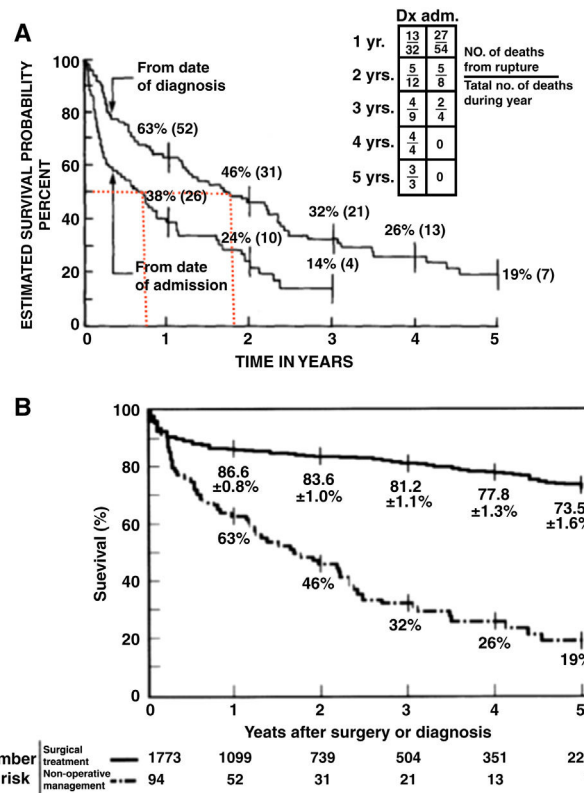 A
Dx adm.
1 yr. 13/32 27/54
2 yrs. 5/12 5/8
3 yrs. 4/9 2/4
4 yrs. 4/4 0
5 yrs. 3/3 0
NO. of deaths
from rupture
Tatal no. of deaths
during year
ESTIMATED SURVIVAL PROBABILITY
PERCENT
100
80
60
40
20
0
From date
of diagnosis
63% (52)
46% (31)
38% (26)
32% (21)
26% (13)
24% (10)
19% (7)
14% (4)
From date
of admission
0 1 2 3 4 5
TIME IN YEARS
B
Suevival (%)
100
80
60
40
20
0
86.6
±0.8%
83.6
±1.0%
81.2
±1.1%
77.8
±1.3%
73.5
±1.6%
63%
46%
32%
26%
19%
1 2 3 4 5
Yeats after surgery or diagnosis
mber Surgical
treatment 1773 1099 739 504 351 22
risk Non-operative
management 94 52 31 21 13